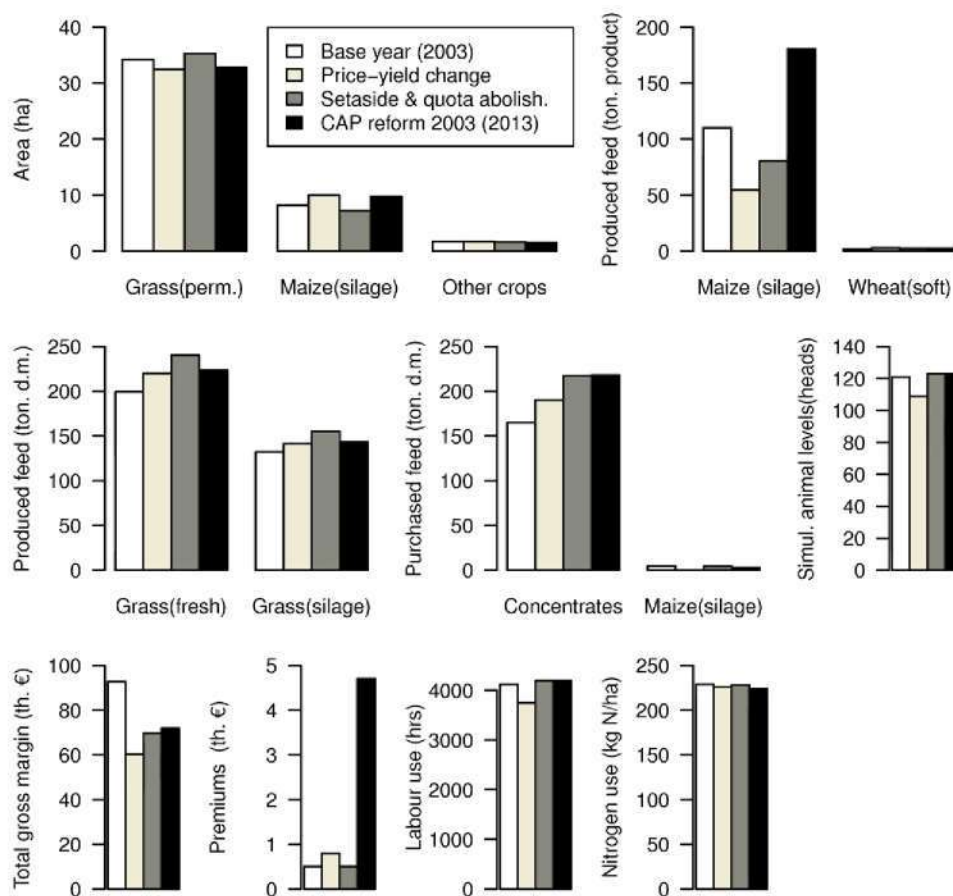 Area (ha)
40
30
20
10
0
Grass(perm.)
Maize(silage)
Other crops
Base year (2003)
Price−yield change
Setaside & quota abolish.
CAP reform 2003 (2013)
Produced feed (ton. product)
200
150
100
50
0
Maize (silage)
Wheat(soft)
Produced feed (ton. d.m.)
250
200
150
100
50
0
Grass(fresh)
Grass(silage)
Purchased feed (ton. d.m.)
250
200
150
100
50
0
Concentrates
Maize(silage)
Simul. animal levels(heads)
140
120
100
80
60
40
20
0
Total gross margin (th. €)
100
80
60
40
20
0
Premiums (th. €)
5
4
3
2
1
0
Labour use (hrs)
4000
3000
2000
1000
0
Nitrogen use (kg N/ha)
250
200
150
100
50
0